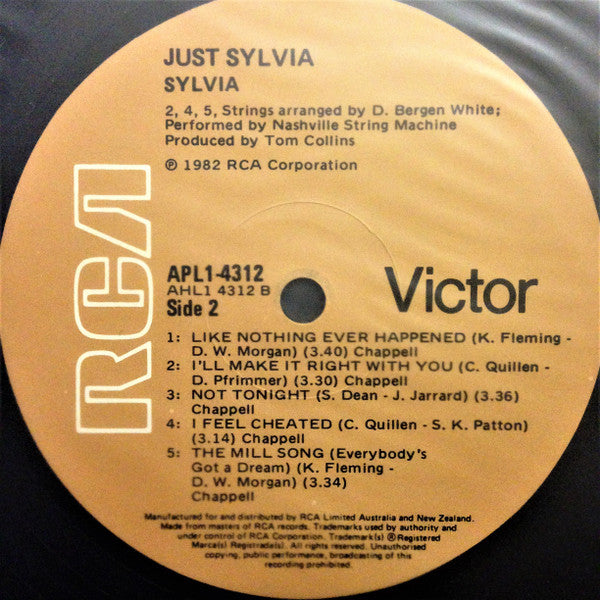 JUST SYLVIA
SYLVIA
2, 4, 5, Strings arranged by D. Bergen White;
Performed by Nashville String Machine
Produced by Tom Collins
℗ 1982 RCA Corporation
RCA
APL1-4312
AHL1 4312 B
Side 2
Victor
1: LIKE NOTHING EVER HAPPENED (K. Fleming -
D. W. Morgan) (3.40) Chappell
2: I'LL MAKE IT RIGHT WITH YOU (C. Quillen -
D. Pfrimmer) (3.30) Chappell
3: NOT TONIGHT (S. Dean - J. Jarrard) (3.36)
Chappell
4: I FEEL CHEATED (C. Quillen - S. K. Patton)
(3.14) Chappell
5: THE MILL SONG (Everybody's
Got a Dream) (K. Fleming -
D. W. Morgan) (3.34)
Chappell
Manufactured for and distributed by RCA Limited Australia and New Zealand.
Made from masters of RCA records. Trademarks used by authority and
under control of RCA Corporation. Trademark(s) ® Registered
Marca(s) Registrada(s). All rights reserved. Unauthorised
copying, public performance, broadcasting of this
recording prohibited.